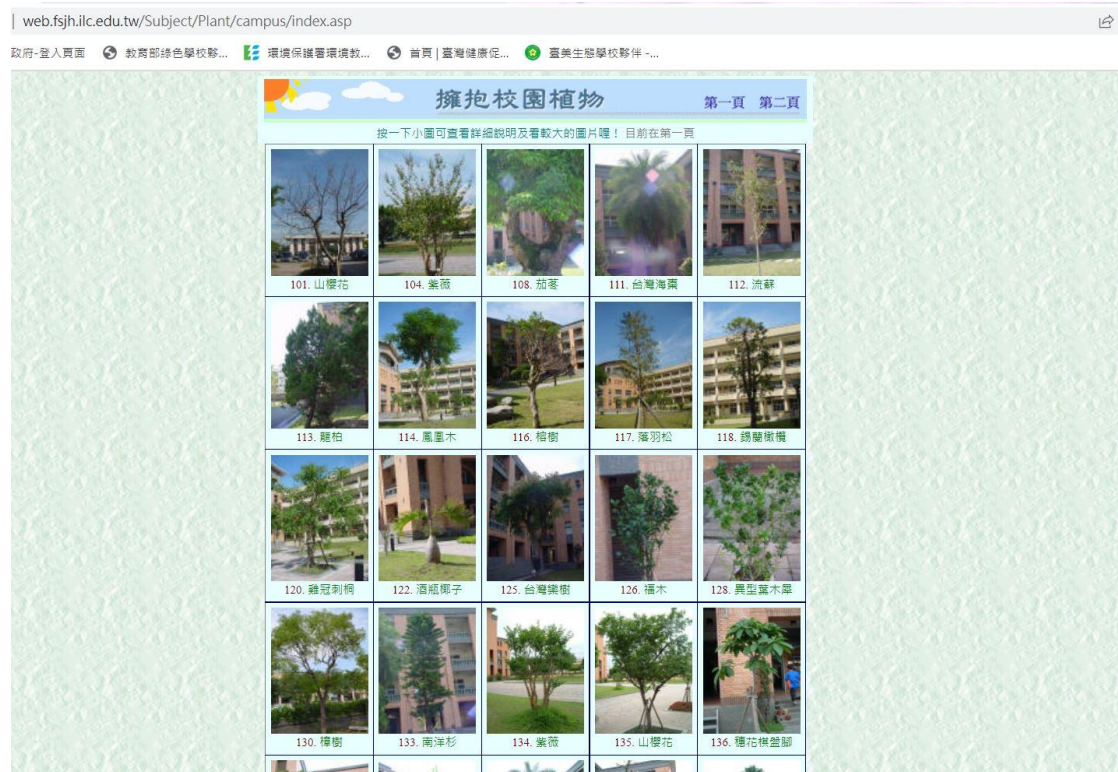 web.fsjh.ilc.edu.tw/Subject/Plant/campus/index.asp
政府-登入頁面 教育部綠色學校夥... 環境保護署環境教... 首頁 | 臺灣健康促... 臺美生態學校夥伴 -...
擁抱校園植物 第一頁 第二頁
按一下小圖可查看詳細說明及看較大的圖片喔！ 目前在第一頁
101. 山櫻花 104. 紫薇 108. 茄苳 111. 台灣海棗 112. 流蘇
113. 龍柏 114. 鳳凰木 116. 榕樹 117. 落羽松 118. 錫蘭橄欖
120. 雞冠刺桐 122. 酒瓶椰子 125. 台灣欒樹 126. 福木 128. 異型葉木犀
130. 樟樹 133. 南洋杉 134. 紫薇 135. 山櫻花 136. 穗花棋盤腳